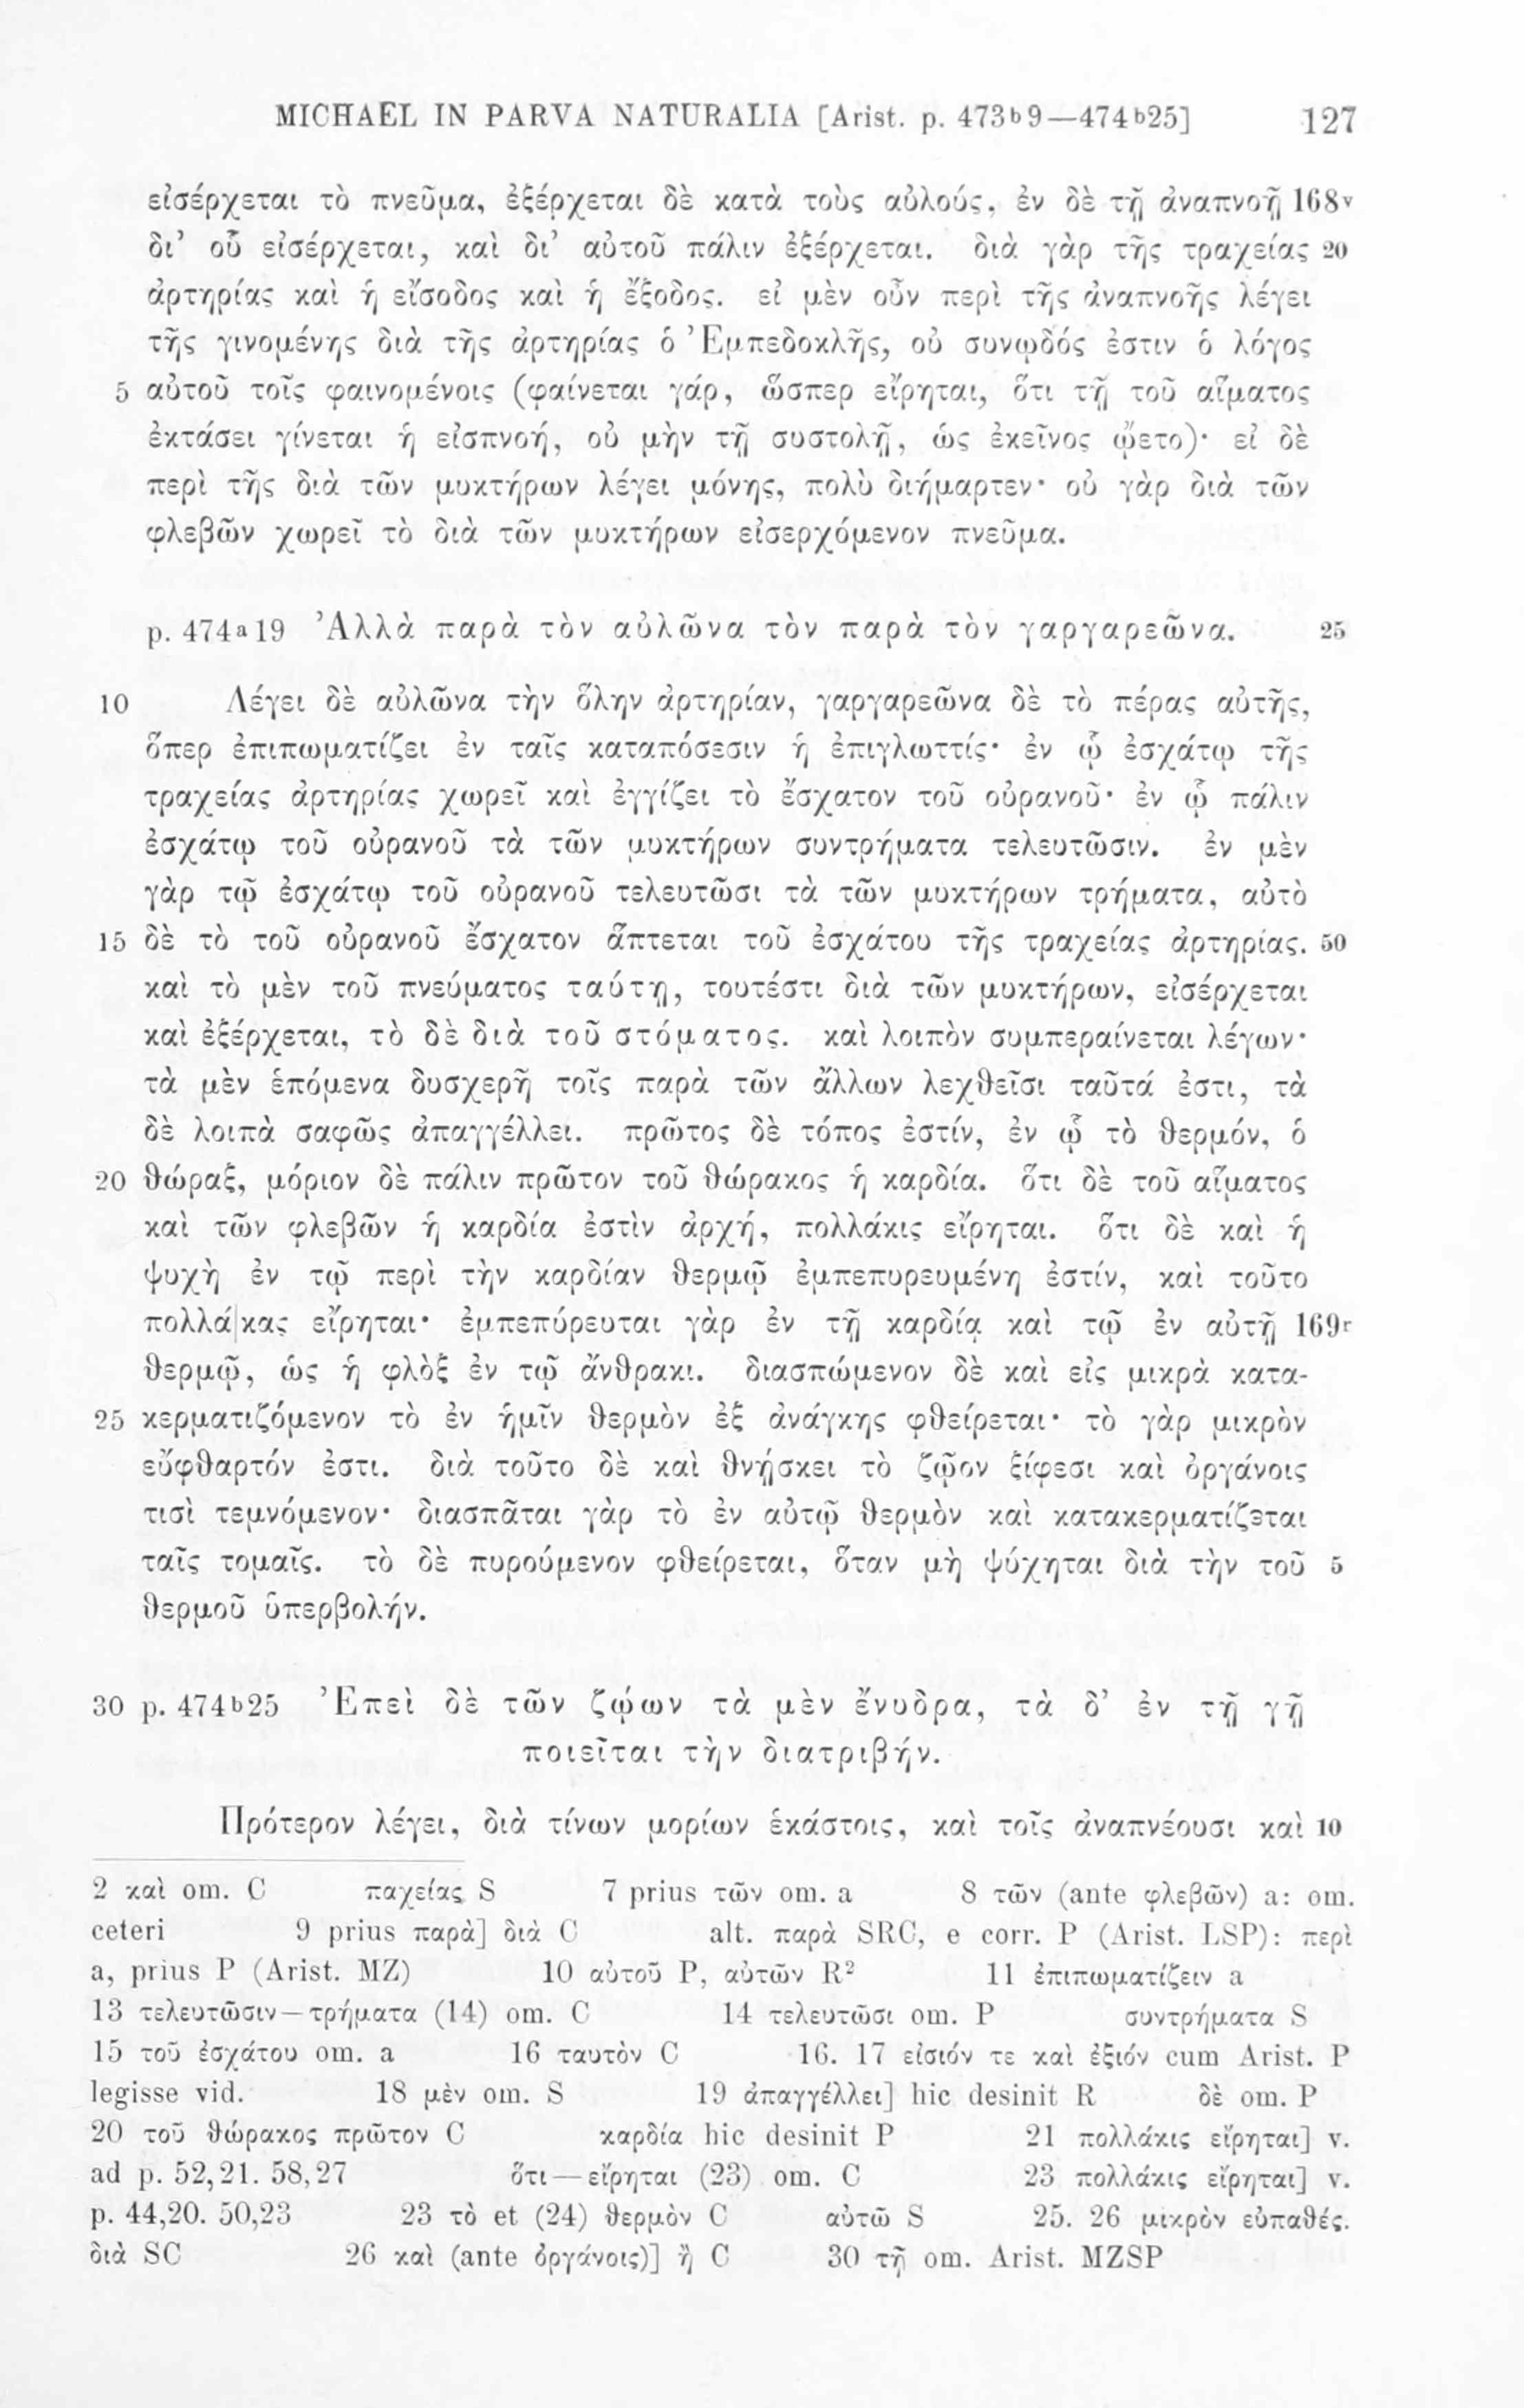 MICHAEL IN PARVA NATURALIA [Arist. p. 473b9—474b25] 127
εἰσέρχεται τὸ πνεῦμα, ἐξέρχεται δὲ κατὰ τοὺς αὐλούς, ἐν δὲ τῇ ἀναπνοῇ 168v
δι’ οὗ εἰσέρχεται, καὶ δι’ αὐτοῦ πάλιν ἐξέρχεται. διὰ γὰρ τῆς τραχείας 20
ἀρτηρίας καὶ ἡ εἴσοδος καὶ ἡ ἔξοδος. εἰ μὲν οὖν περὶ τῆς ἀναπνοῆς λέγει
τῆς γινομένης διὰ τῆς ἀρτηρίας ὁ Ἐμπεδοκλῆς, οὐ συνῳδός ἐστιν ὁ λόγος
5 αὐτοῦ τοῖς φαινομένοις (φαίνεται γάρ, ὥσπερ εἴρηται, ὅτι τῇ τοῦ αἵματος
ἐκτάσει γίνεται ἡ εἰσπνοή, οὐ μὴν τῇ συστολῇ, ὡς ἐκεῖνος ᾤετο)· εἰ δὲ
περὶ τῆς διὰ τῶν μυκτήρων λέγει μόνης, πολὺ διήμαρτεν· οὐ γὰρ διὰ τῶν
φλεβῶν χωρεῖ τὸ διὰ τῶν μυκτήρων εἰσερχόμενον πνεῦμα.
p. 474a19 Ἀλλὰ παρὰ τὸν αὐλῶνα τὸν παρὰ τὸν γαργαρεῶνα. 25
10 Λέγει δὲ αὐλῶνα τὴν ὅλην ἀρτηρίαν, γαργαρεῶνα δὲ τὸ πέρας αὐτῆς,
ὅπερ ἐπιπωματίζει ἐν ταῖς καταπόσεσιν ἡ ἐπιγλωττίς· ἐν ᾧ ἐσχάτῳ τῆς
τραχείας ἀρτηρίας χωρεῖ καὶ ἐγγίζει τὸ ἔσχατον τοῦ οὐρανοῦ· ἐν ᾧ πάλιν
ἐσχάτῳ τοῦ οὐρανοῦ τὰ τῶν μυκτήρων συντρήματα τελευτῶσιν. ἐν μὲν
γὰρ τῷ ἐσχάτῳ τοῦ οὐρανοῦ τελευτῶσι τὰ τῶν μυκτήρων τρήματα, αὐτὸ
15 δὲ τὸ τοῦ οὐρανοῦ ἔσχατον ἅπτεται τοῦ ἐσχάτου τῆς τραχείας ἀρτηρίας. 50
καὶ τὸ μὲν τοῦ πνεύματος ταύτῃ, τουτέστι διὰ τῶν μυκτήρων, εἰσέρχεται
καὶ ἐξέρχεται, τὸ δὲ διὰ τοῦ στόματος. καὶ λοιπὸν συμπεραίνεται λέγων·
τὰ μὲν ἑπόμενα δυσχερῆ τοῖς παρὰ τῶν ἄλλων λεχθεῖσι ταῦτά ἐστι, τὰ
δὲ λοιπὰ σαφῶς ἀπαγγέλλει. πρῶτος δὲ τόπος ἐστίν, ἐν ᾧ τὸ θερμόν, ὁ
20 θώραξ, μόριον δὲ πάλιν πρῶτον τοῦ θώρακος ἡ καρδία. ὅτι δὲ τοῦ αἵματος
καὶ τῶν φλεβῶν ἡ καρδία ἐστὶν ἀρχή, πολλάκις εἴρηται. ὅτι δὲ καὶ ἡ
ψυχὴ ἐν τῷ περὶ τὴν καρδίαν θερμῷ ἐμπεπυρευμένη ἐστίν, καὶ τοῦτο
πολλά|κας εἴρηται· ἐμπεπύρευται γὰρ ἐν τῇ καρδίᾳ καὶ τῷ ἐν αὐτῇ 169r
θερμῷ, ὡς ἡ φλὸξ ἐν τῷ ἄνθρακι. διασπώμενον δὲ καὶ εἰς μικρὰ κατα-
25 κερματιζόμενον τὸ ἐν ἡμῖν θερμὸν ἐξ ἀνάγκης φθείρεται· τὸ γὰρ μικρὸν
εὔφθαρτόν ἐστι. διὰ τοῦτο δὲ καὶ θνῄσκει τὸ ζῷον ξίφεσι καὶ ὀργάνοις
τισὶ τεμνόμενον· διασπᾶται γὰρ τὸ ἐν αὐτῷ θερμὸν καὶ κατακερματίζεται
ταῖς τομαῖς. τὸ δὲ πυρούμενον φθείρεται, ὅταν μὴ ψύχηται διὰ τὴν τοῦ 5
θερμοῦ ὑπερβολήν.
30 p. 474b25 Ἐπεὶ δὲ τῶν ζῴων τὰ μὲν ἔνυδρα, τὰ δ’ ἐν τῇ γῇ
ποιεῖται τὴν διατριβήν.
Πρότερον λέγει, διὰ τίνων μορίων ἑκάστοις, καὶ τοῖς ἀναπνέουσι καὶ 10
2 καὶ om. C παχείας S 7 prius τῶν om. a 8 τῶν (ante φλεβῶν) a: om.
ceteri 9 prius παρὰ] διὰ C alt. παρὰ SRC, e corr. P (Arist. LSP): περὶ
a, prius P (Arist. MZ) 10 αὐτοῦ P, αὐτῶν R² 11 ἐπιπωματίζειν a
13 τελευτῶσιν—τρήματα (14) om. C 14 τελευτῶσι om. P συντρήματα S
15 τοῦ ἐσχάτου om. a 16 ταυτὸν C 16. 17 εἰσιόν τε καὶ ἐξιόν cum Arist. P
legisse vid. 18 μὲν om. S 19 ἀπαγγέλλει] hic desinit R δὲ om. P
20 τοῦ θώρακος πρῶτον C καρδία hic desinit P 21 πολλάκις εἴρηται] v.
ad p. 52,21. 58,27 ὅτι—εἴρηται (23) om. C 23 πολλάκις εἴρηται] v.
p. 44,20. 50,23 23 τὸ et (24) θερμὸν C αὐτῶ S 25. 26 μικρὸν εὐπαθές.
διὰ SC 26 καὶ (ante ὀργάνοις)] ἢ C 30 τῇ om. Arist. MZSP